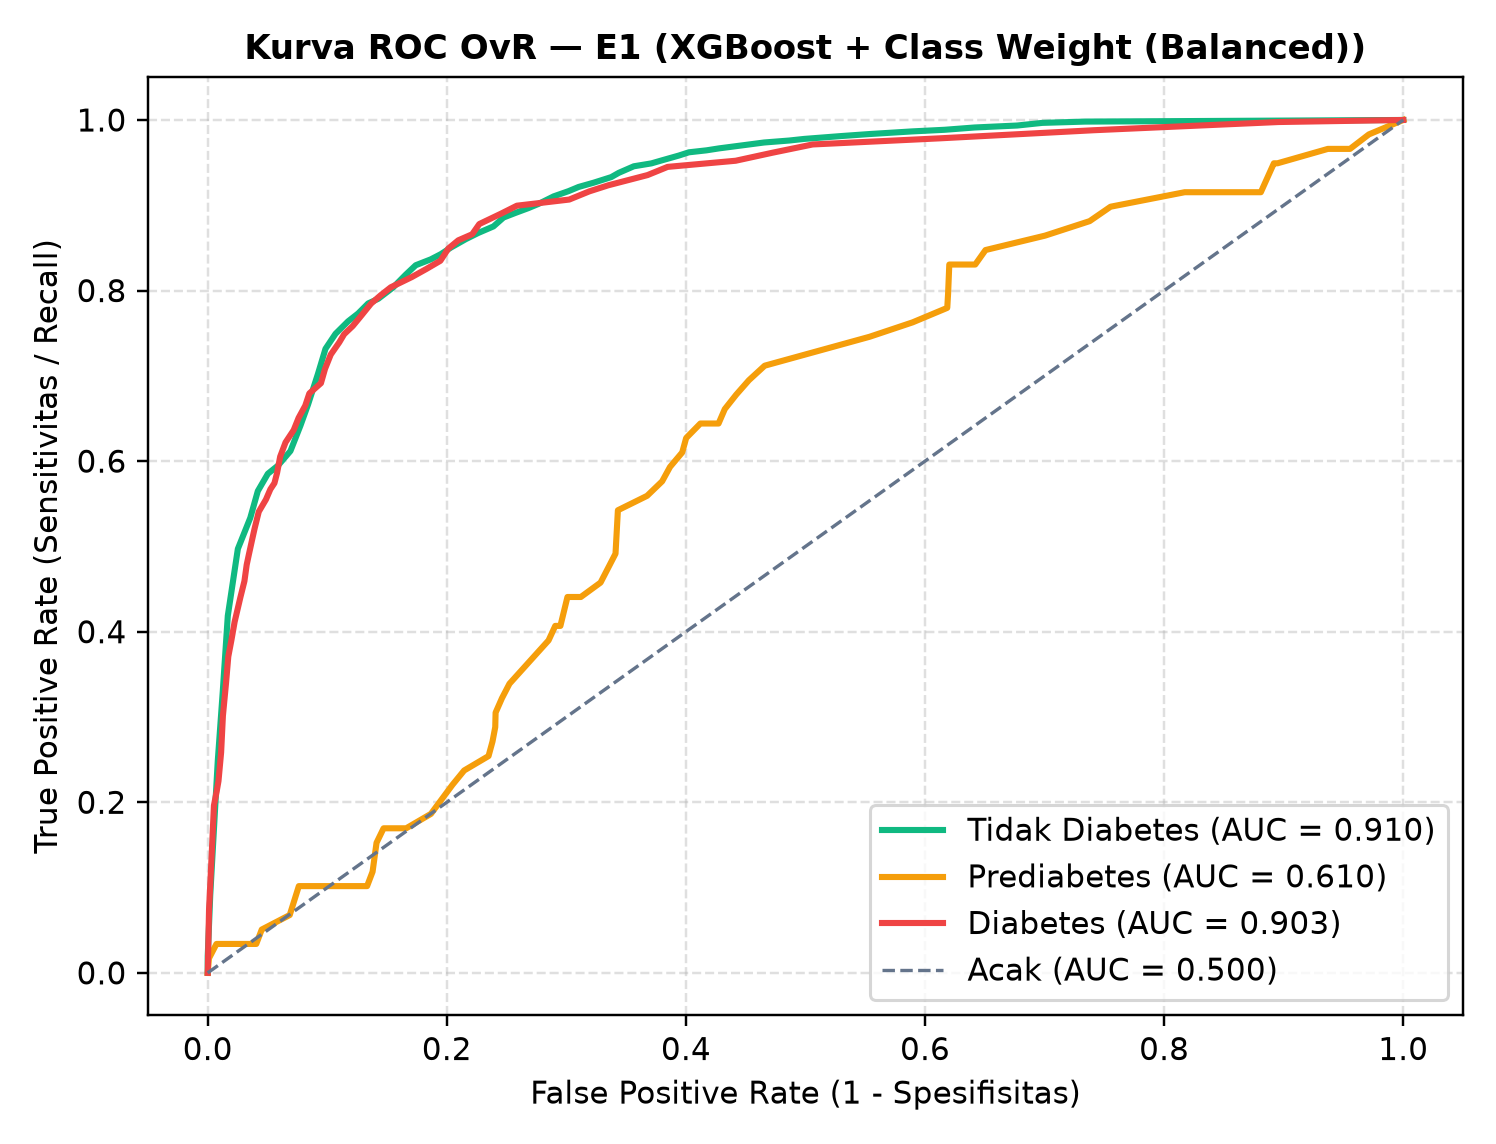 Kurva ROC OvR — E1 (XGBoost + Class Weight (Balanced))
True Positive Rate (Sensitivitas / Recall)
1.0
0.8
0.6
0.4
0.2
0.0
Tidak Diabetes (AUC = 0.910)
Prediabetes (AUC = 0.610)
Diabetes (AUC = 0.903)
Acak (AUC = 0.500)
0.0 0.2 0.4 0.6 0.8 1.0
False Positive Rate (1 - Spesifisitas)